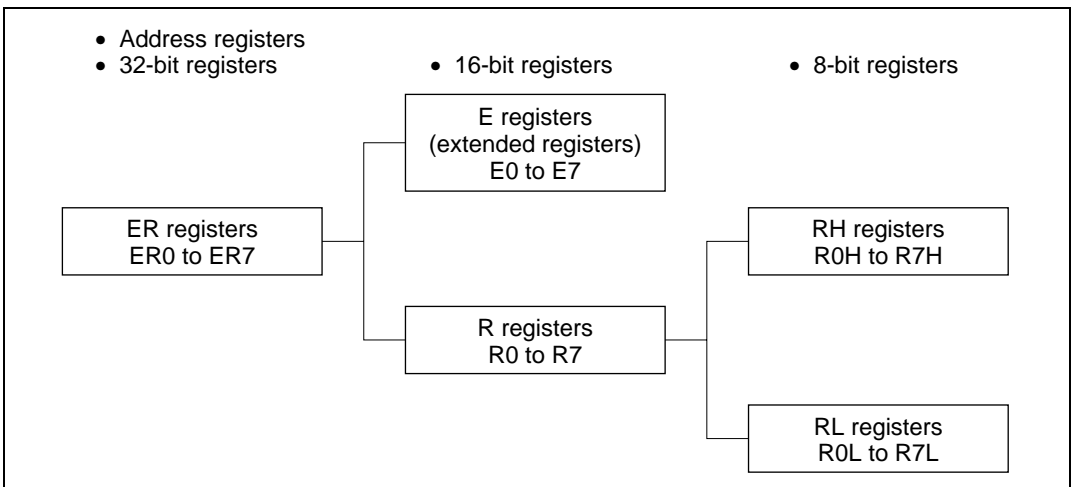 • Address registers
• 32-bit registers
• 16-bit registers
• 8-bit registers
E registers
(extended registers)
E0 to E7
ER registers
ER0 to ER7
RH registers
R0H to R7H
R registers
R0 to R7
RL registers
R0L to R7L